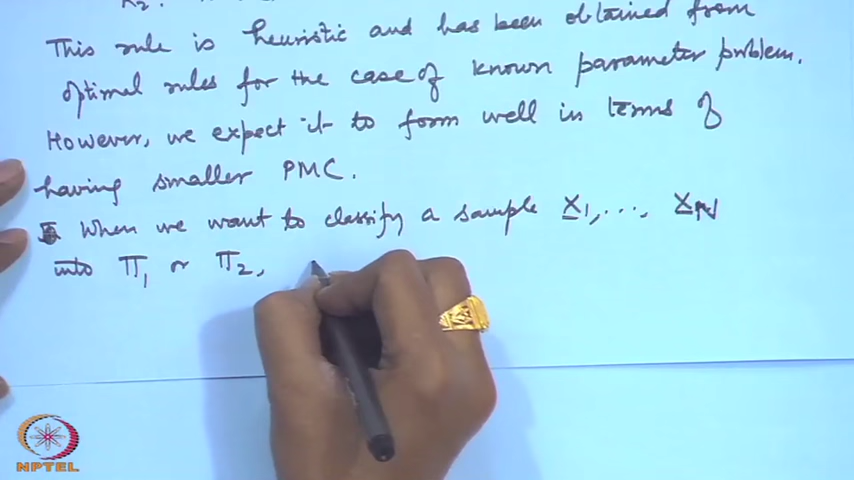 R2.
This rule is heuristic and has been obtained from
optimal rules for the case of known parameter problem.
However, we expect it to form well in terms of
having smaller PMC.
When we want to classify a sample X1, ..., XN
into Π1 or Π2,
NPTEL